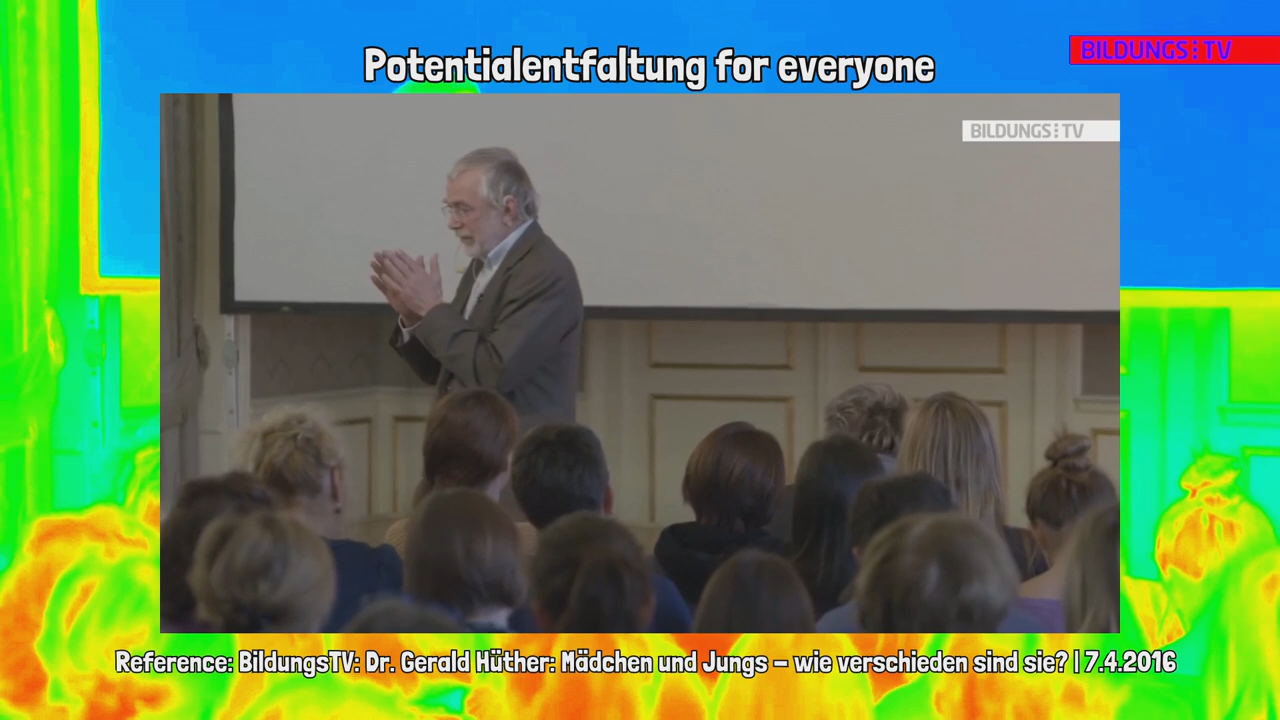 Potentialentfaltung for everyone
BILDUNGS:TV
BILDUNGS:TV
Reference: BildungsTV: Dr. Gerald Hüther: Mädchen und Jungs – wie verschieden sind sie? | 7.4.2016